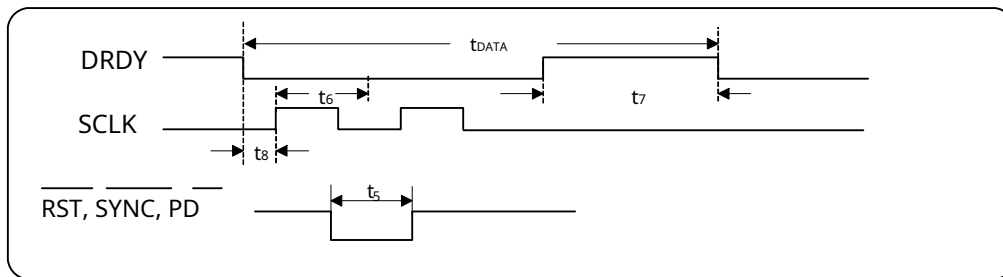 tDATA
DRDY
t6
t7
SCLK
t8
RST, SYNC, PD
t5